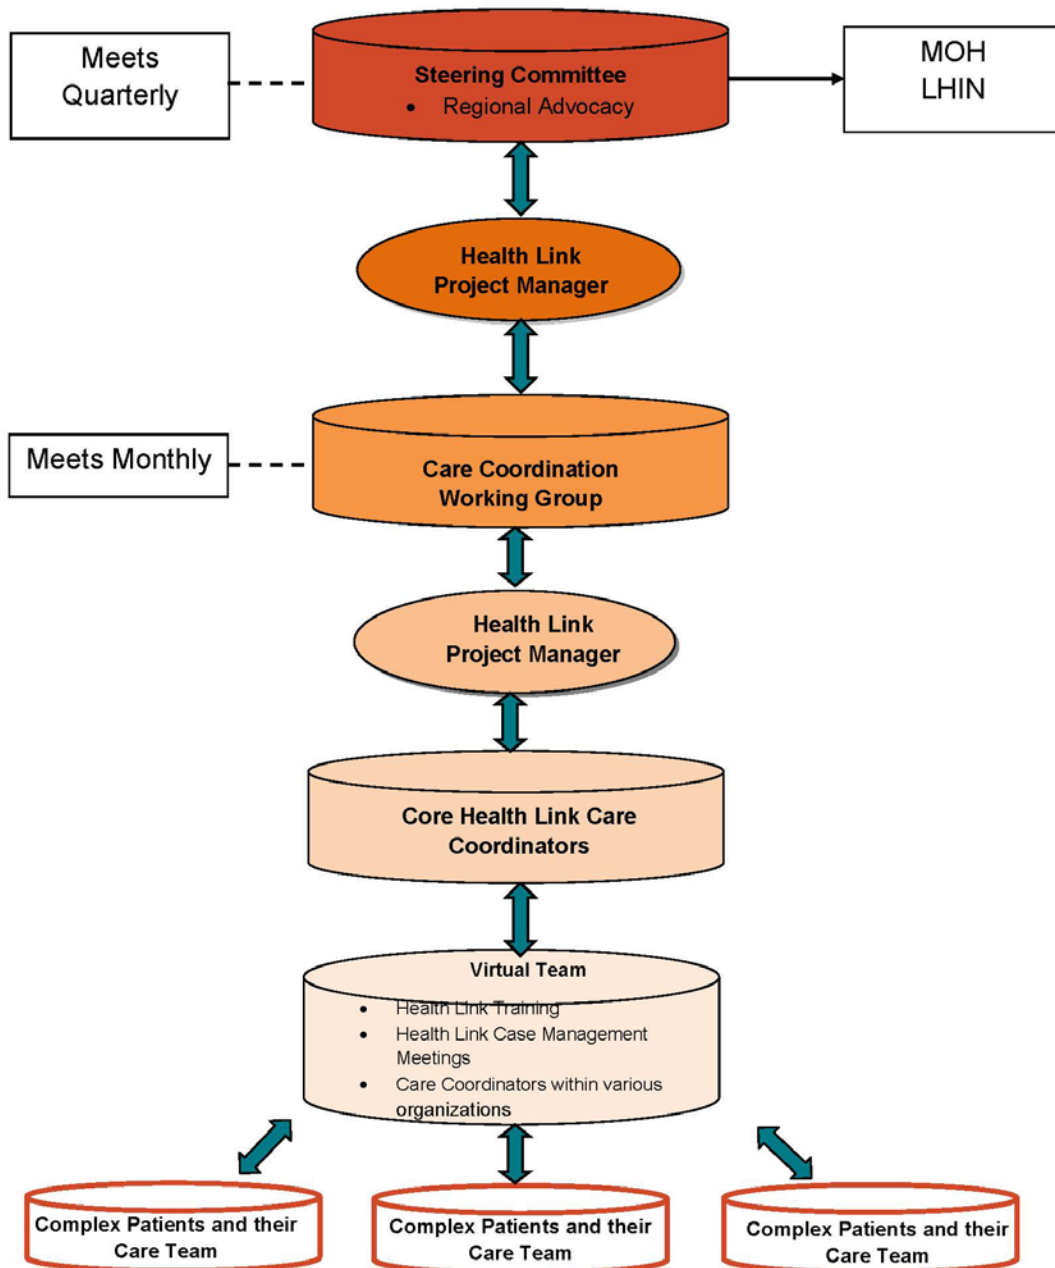 Meets
Quarterly
Steering Committee
• Regional Advocacy
MOH
LHIN
Health Link
Project Manager
Meets Monthly
Care Coordination
Working Group
Health Link
Project Manager
Core Health Link Care
Coordinators
Virtual Team
• Health Link Training
• Health Link Case Management
Meetings
• Care Coordinators within various
organizations
Complex Patients and their
Care Team
Complex Patients and their
Care Team
Complex Patients and their
Care Team